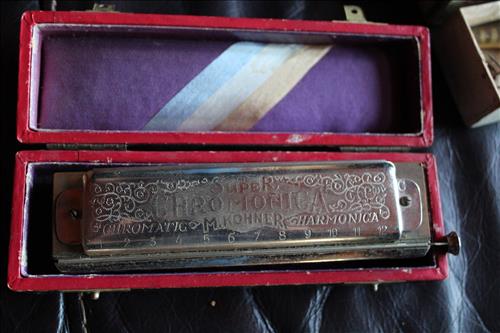 SUPER
CHROMONICA
CHROMATIC M.HOHNER HARMONICA
1 2 3 4 5 6 7 8 9 10 11 12
C